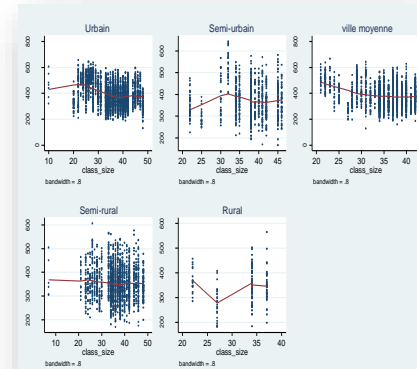 Urbain
800
600
400
200
0
10 20 30 40 50
class_size
bandwidth = .8
Semi-urbain
800
700
600
500
400
300
200
20 25 30 35 40 45
class_size
bandwidth = .8
ville moyenne
800
600
400
200
0
20 25 30 35 40
class_size
bandwidth = .8
Semi-rural
600
500
400
300
200
10 20 30 40 50
class_size
bandwidth = .8
Rural
600
500
400
300
200
20 25 30 35 40
class_size
bandwidth = .8